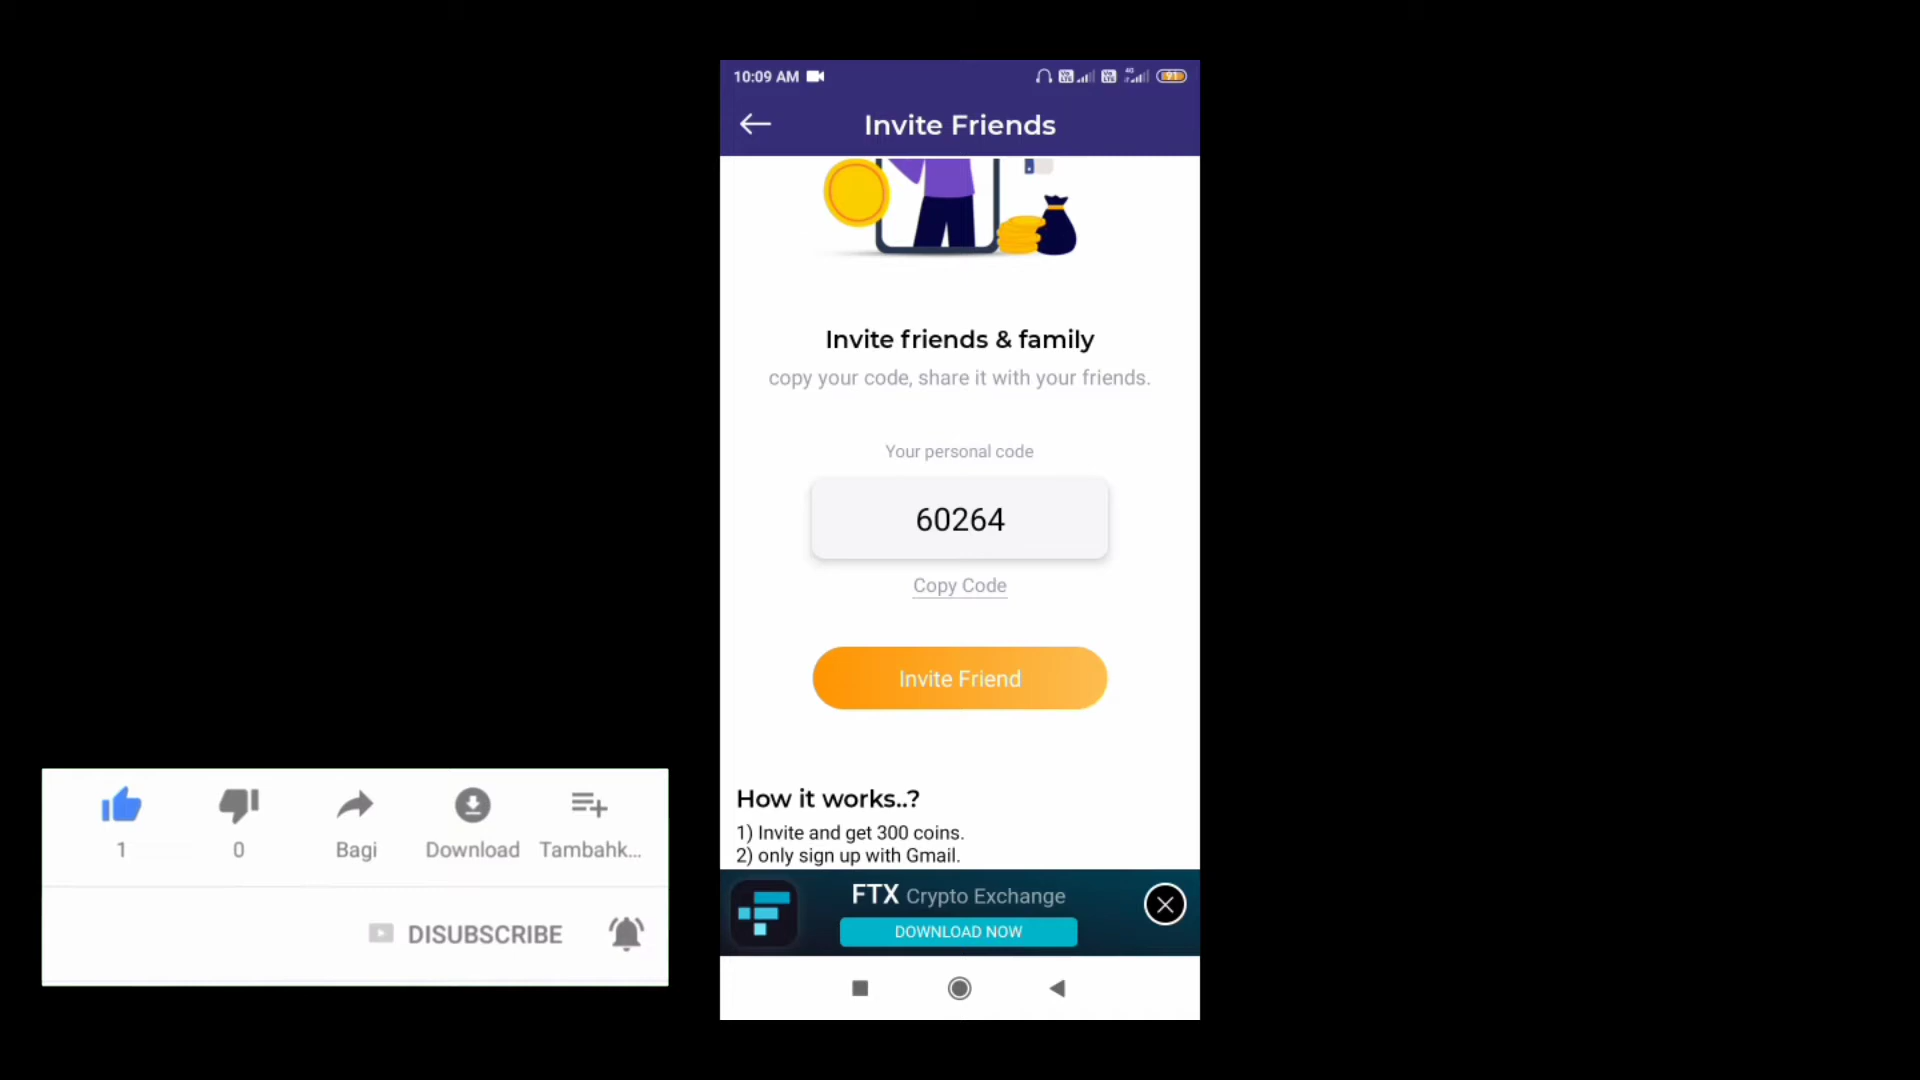 10:09 AM
91
Invite Friends
Invite friends & family
copy your code, share it with your friends.
Your personal code
60264
Copy Code
Invite Friend
How it works..?
1) Invite and get 300 coins.
2) only sign up with Gmail.
FTX Crypto Exchange
DOWNLOAD NOW
1
0
Bagi
Download
Tambahk...
DISUBSCRIBE